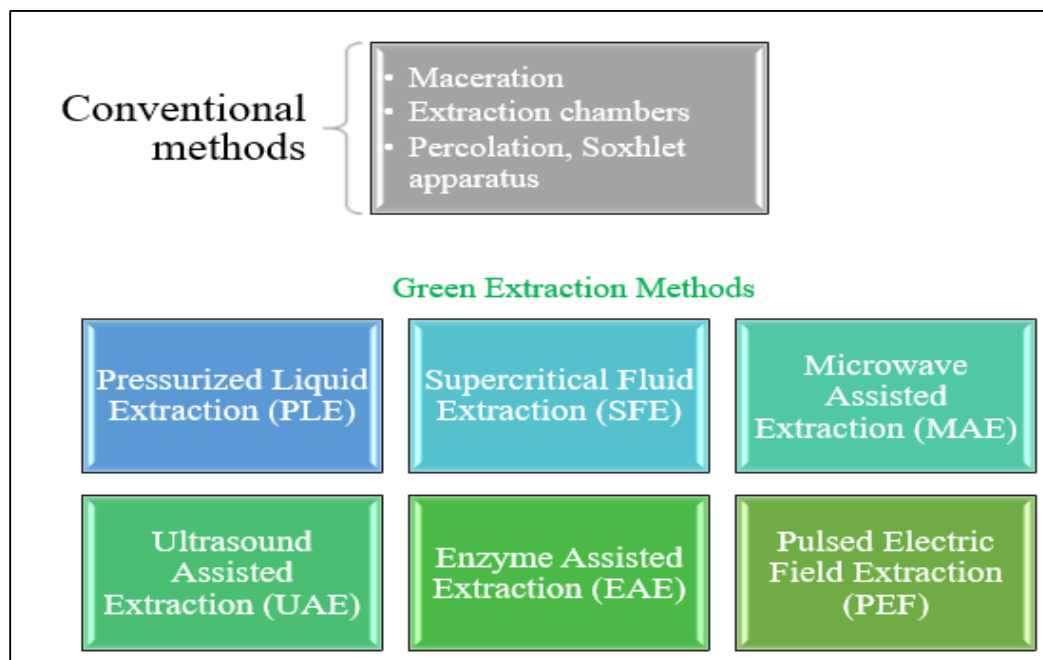 Conventional
methods
• Maceration
• Extraction chambers
• Percolation, Soxhlet
apparatus
Green Extraction Methods
Pressurized Liquid
Extraction (PLE)
Supercritical Fluid
Extraction (SFE)
Microwave
Assisted
Extraction (MAE)
Ultrasound
Assisted
Extraction (UAE)
Enzyme Assisted
Extraction (EAE)
Pulsed Electric
Field Extraction
(PEF)